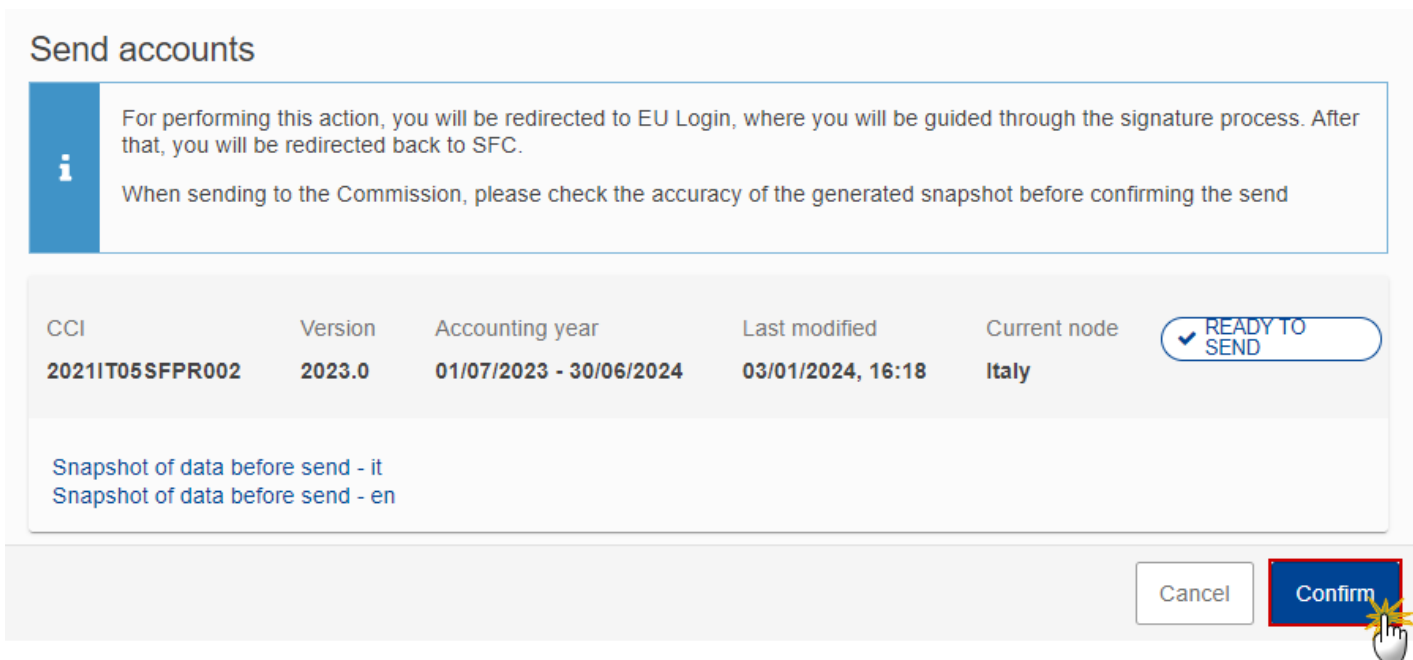 Send accounts
For performing this action, you will be redirected to EU Login, where you will be guided through the signature process. After
that, you will be redirected back to SFC.
When sending to the Commission, please check the accuracy of the generated snapshot before confirming the send
CCI Version Accounting year Last modified Current node READY TO
SEND
2021IT05SFPR002 2023.0 01/07/2023 - 30/06/2024 03/01/2024, 16:18 Italy
Snapshot of data before send - it
Snapshot of data before send - en
Cancel Confirm